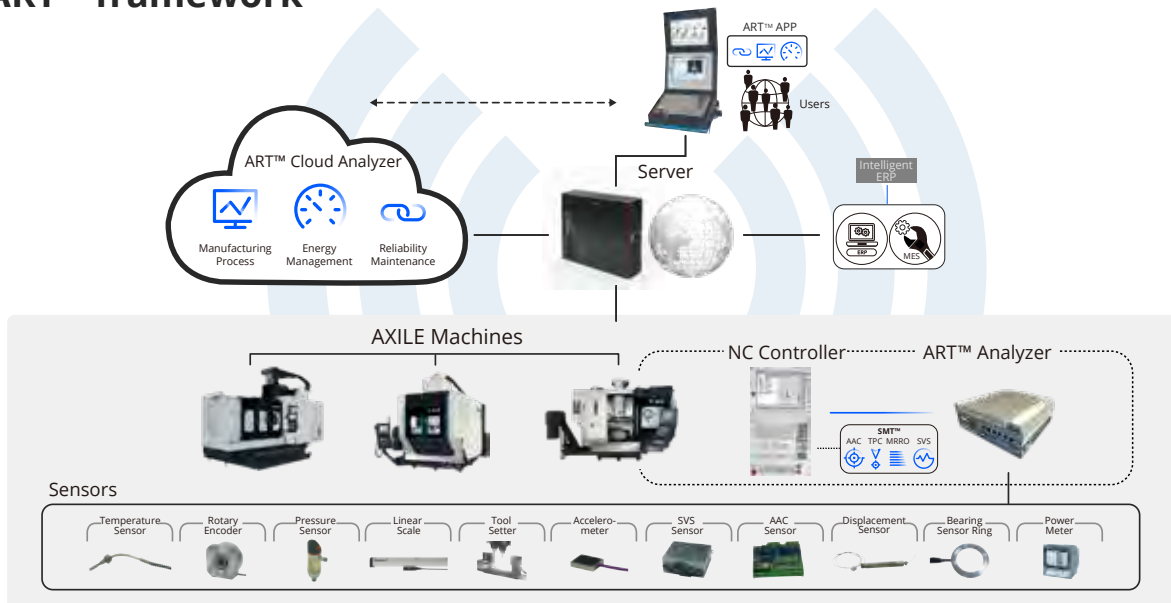 ART™ framework
ART™ APP
Users
ART™ Cloud Analyzer
Manufacturing
Process
Energy
Management
Reliability
Maintenance
Server
Intelligent
ERP
ERP
MES
AXILE Machines
NC Controller
ART™ Analyzer
SMT™
AAC TPC MRRO SVS
Sensors
Temperature
Sensor
Rotary
Encoder
Pressure
Sensor
Linear
Scale
Tool
Setter
Accelero-
meter
SVS
Sensor
AAC
Sensor
Displacement
Sensor
Bearing
Sensor Ring
Power
Meter